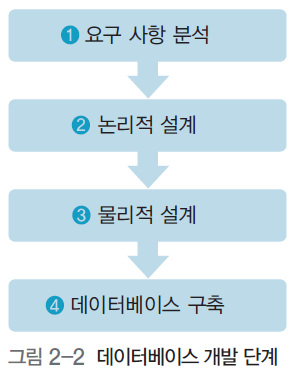 ❶ 요구 사항 분석
❷ 논리적 설계
❸ 물리적 설계
❹ 데이터베이스 구축
그림 2-2 데이터베이스 개발 단계